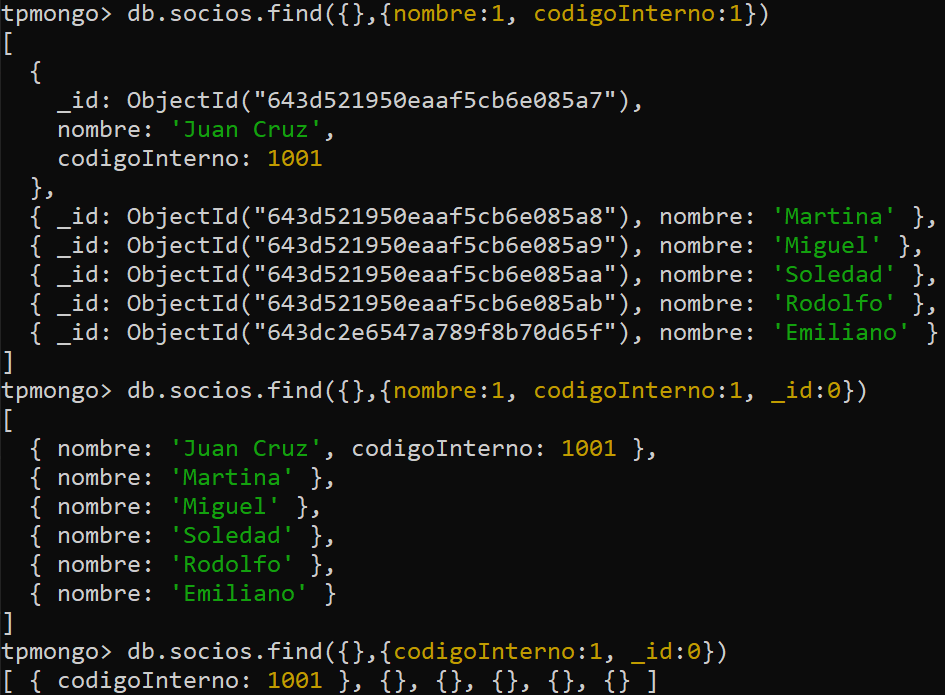 tpmongo> db.socios.find({},{nombre:1, codigoInterno:1})
[
  {
    _id: ObjectId("643d521950eaaf5cb6e085a7"),
    nombre: 'Juan Cruz',
    codigoInterno: 1001
  },
  { _id: ObjectId("643d521950eaaf5cb6e085a8"), nombre: 'Martina' },
  { _id: ObjectId("643d521950eaaf5cb6e085a9"), nombre: 'Miguel' },
  { _id: ObjectId("643d521950eaaf5cb6e085aa"), nombre: 'Soledad' },
  { _id: ObjectId("643d521950eaaf5cb6e085ab"), nombre: 'Rodolfo' },
  { _id: ObjectId("643dc2e6547a789f8b70d65f"), nombre: 'Emiliano' }
]
tpmongo> db.socios.find({},{nombre:1, codigoInterno:1, _id:0})
[
  { nombre: 'Juan Cruz', codigoInterno: 1001 },
  { nombre: 'Martina' },
  { nombre: 'Miguel' },
  { nombre: 'Soledad' },
  { nombre: 'Rodolfo' },
  { nombre: 'Emiliano' }
]
tpmongo> db.socios.find({},{codigoInterno:1, _id:0})
[ { codigoInterno: 1001 }, {}, {}, {}, {}, {} ]